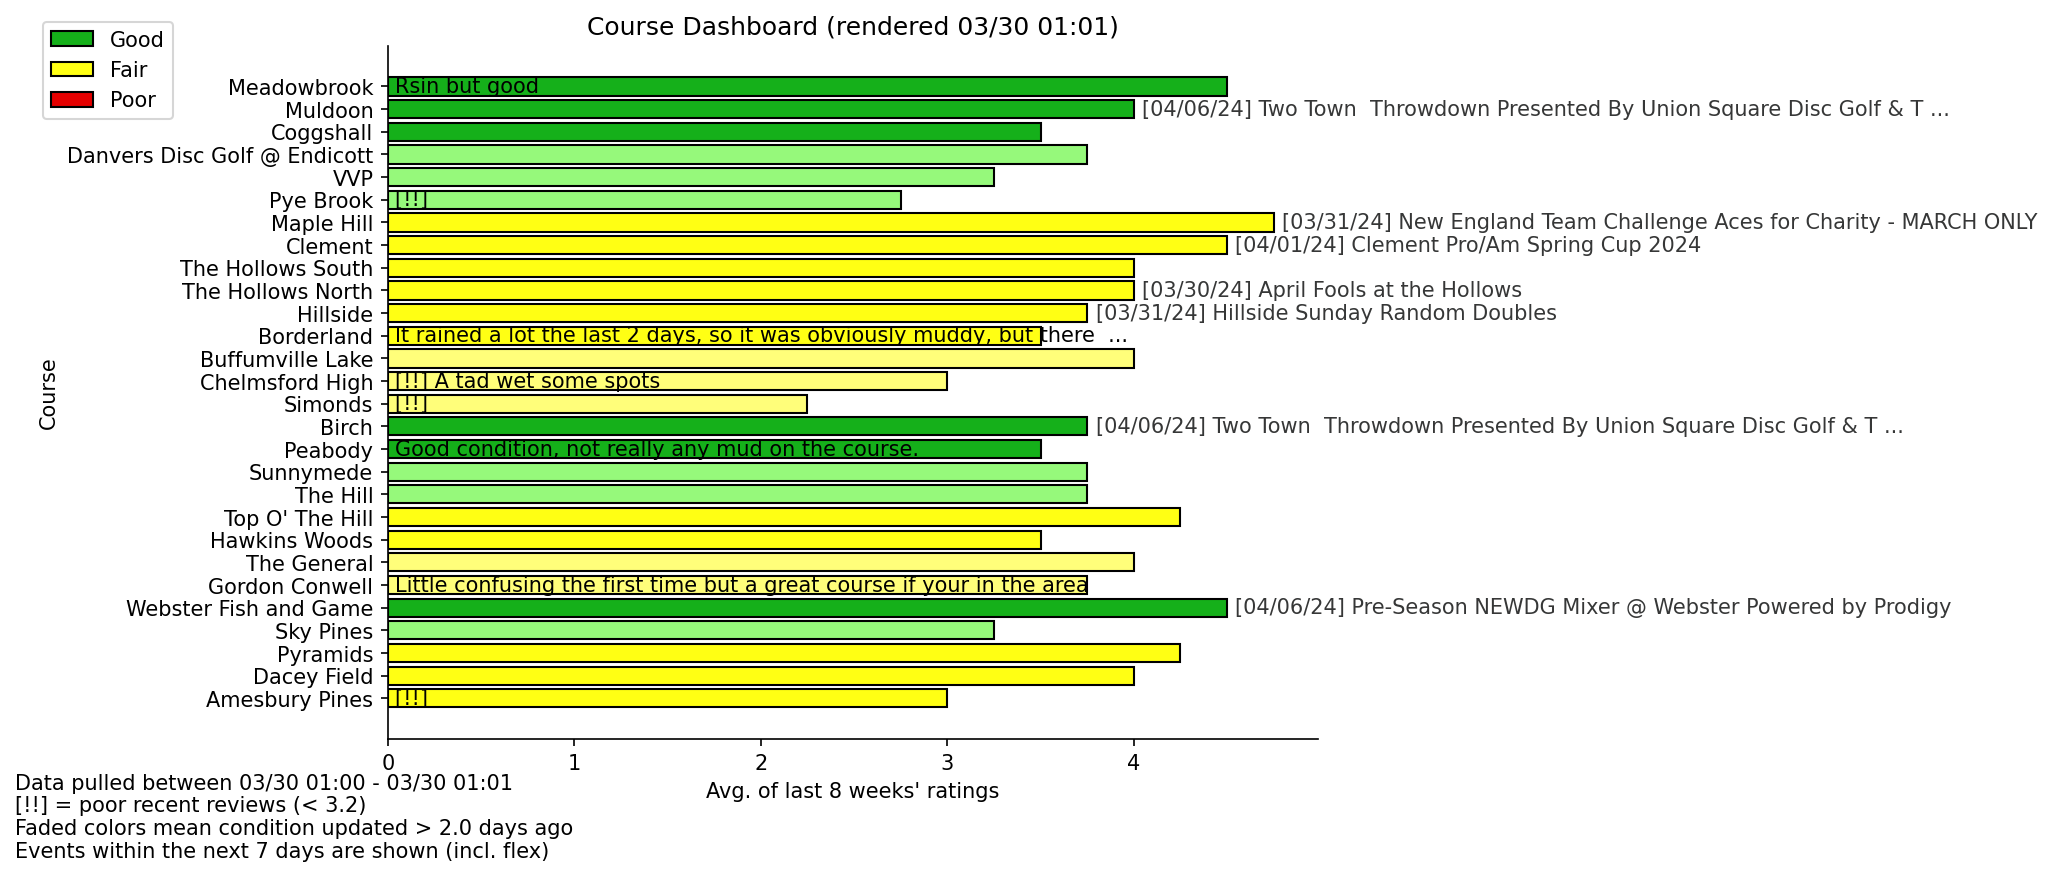 Course Dashboard (rendered 03/30 01:01)
Good
Fair
Poor
Meadowbrook Rsin but good
Muldoon [04/06/24] Two Town  Throwdown Presented By Union Square Disc Golf & T ...
Coggshall
Danvers Disc Golf @ Endicott
VVP
Pye Brook [!!]
Maple Hill [03/31/24] New England Team Challenge Aces for Charity - MARCH ONLY
Clement [04/01/24] Clement Pro/Am Spring Cup 2024
The Hollows South
The Hollows North [03/30/24] April Fools at the Hollows
Hillside [03/31/24] Hillside Sunday Random Doubles
Borderland It rained a lot the last 2 days, so it was obviously muddy, but there  ...
Buffumville Lake
Chelmsford High [!!] A tad wet some spots
Simonds [!!]
Birch [04/06/24] Two Town  Throwdown Presented By Union Square Disc Golf & T ...
Peabody Good condition, not really any mud on the course.
Sunnymede
The Hill
Top O' The Hill
Hawkins Woods
The General
Gordon Conwell Little confusing the first time but a great course if your in the area
Webster Fish and Game [04/06/24] Pre-Season NEWDG Mixer @ Webster Powered by Prodigy
Sky Pines
Pyramids
Dacey Field
Amesbury Pines [!!]
Course
0 1 2 3 4
Avg. of last 8 weeks' ratings
Data pulled between 03/30 01:00 - 03/30 01:01
[!!] = poor recent reviews (< 3.2)
Faded colors mean condition updated > 2.0 days ago
Events within the next 7 days are shown (incl. flex)